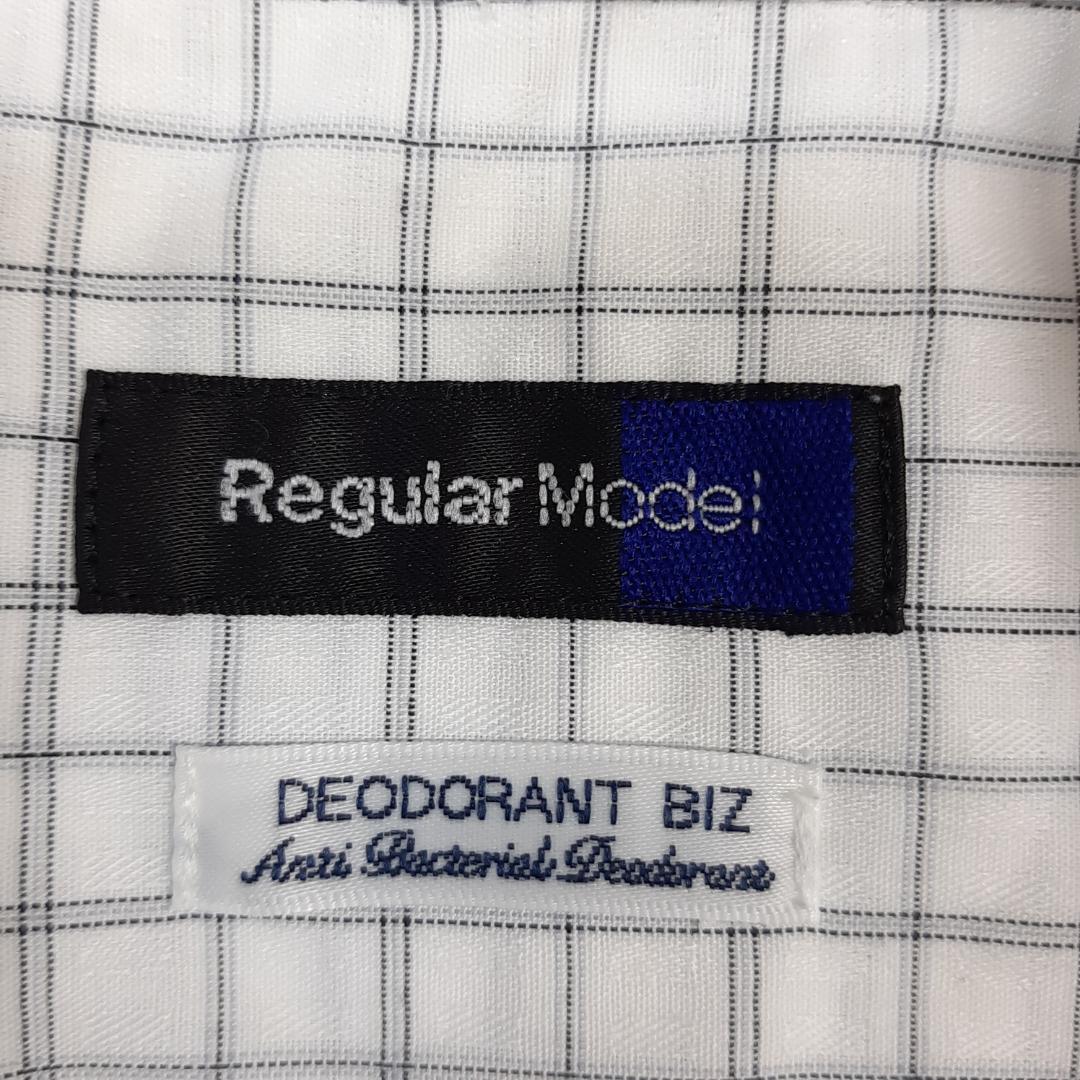 Regular Model
DEODORANT BIZ
Anti Bacterial Deodorant